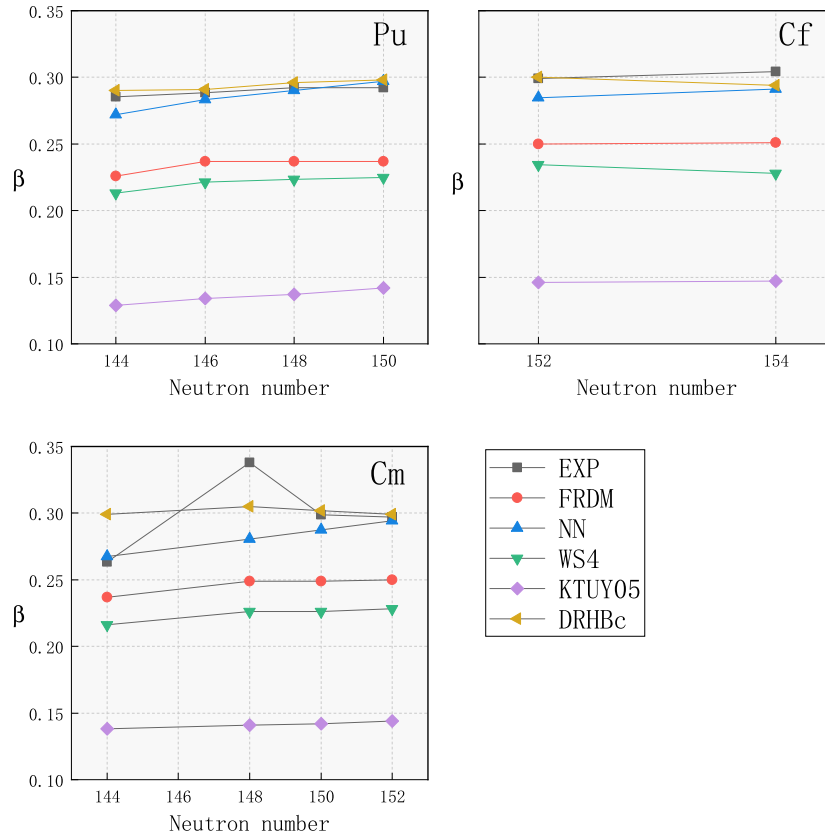 0.35
0.30
0.25
0.20
0.15
0.10
β
Pu
144 146 148 150
Neutron number
β
Cf
152 154
Neutron number
0.35
0.30
0.25
0.20
0.15
0.10
β
Cm
144 146 148 150 152
Neutron number
EXP
FRDM
NN
WS4
KTUY05
DRHBc